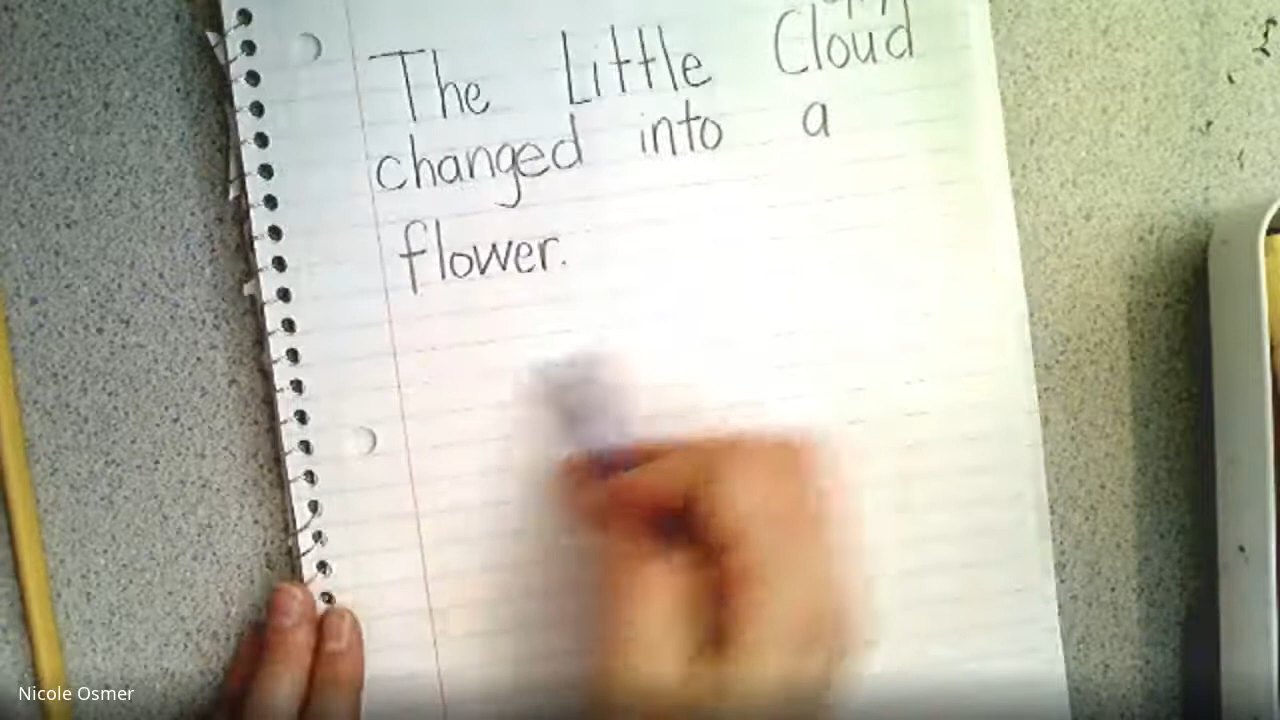 The Little Cloud
changed into a
flower.
Nicole Osmer